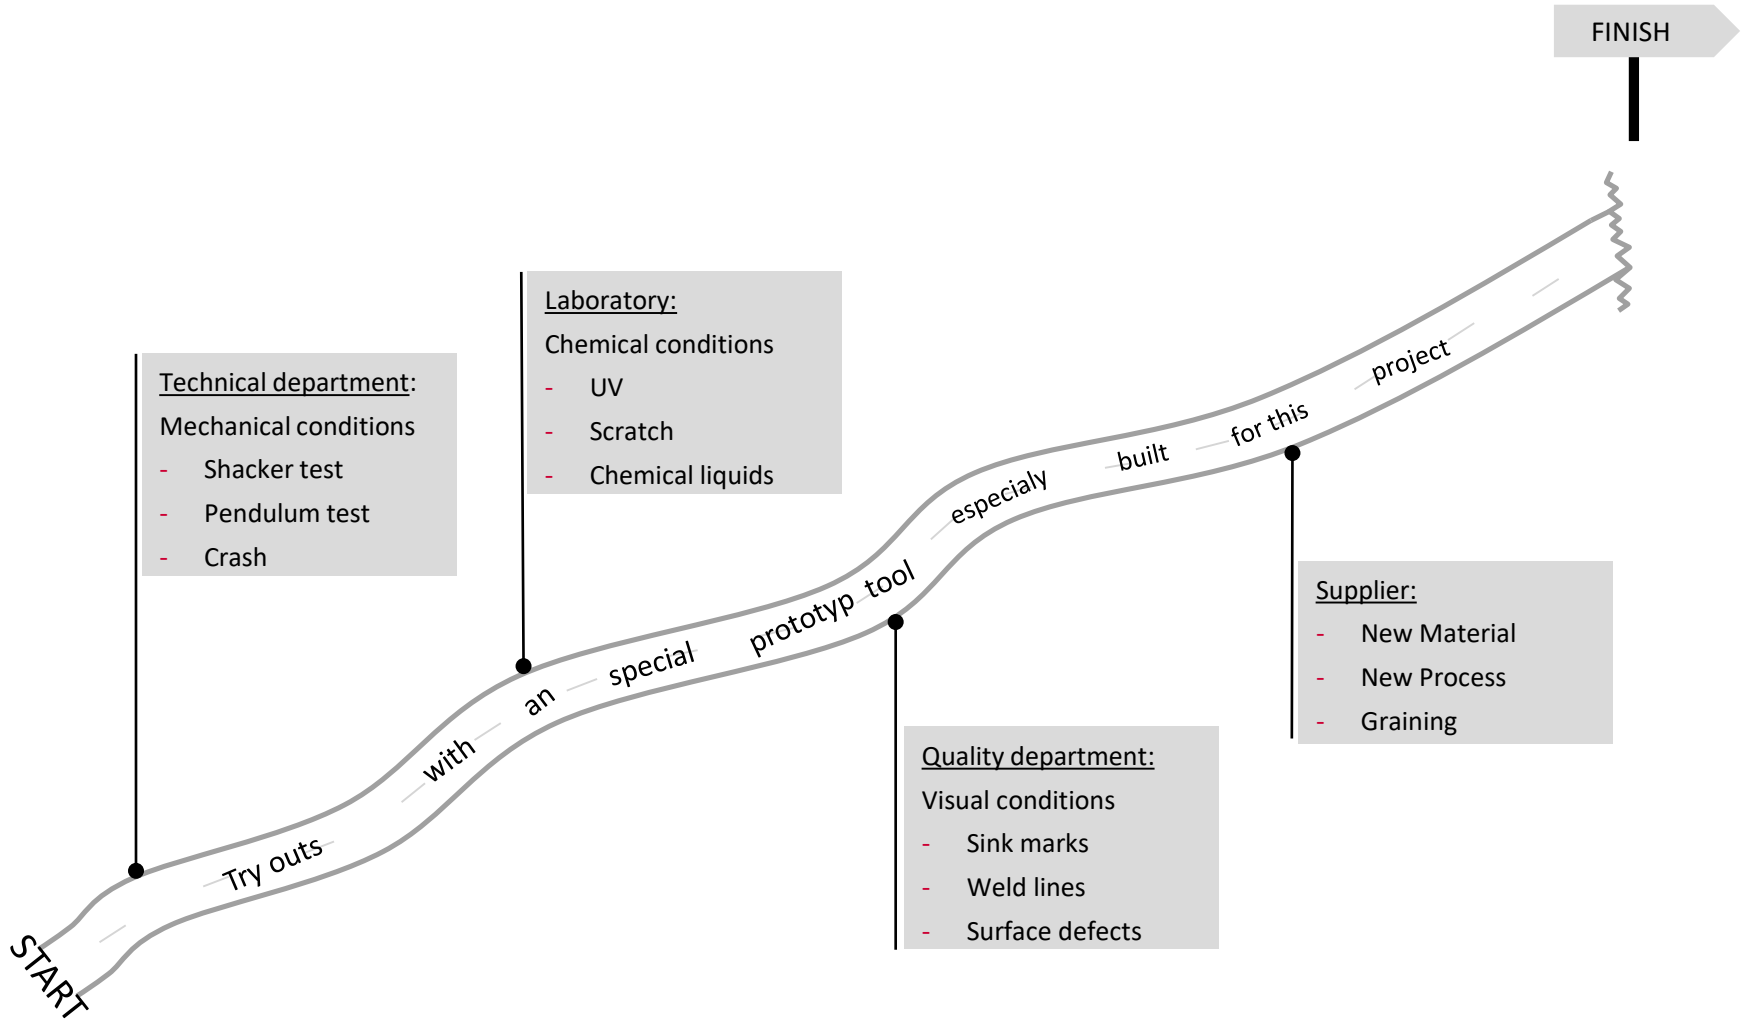 FINISH
Laboratory:
Chemical conditions
- UV
- Scratch
- Chemical liquids
Technical department:
Mechanical conditions
- Shacker test
- Pendulum test
- Crash
START
Try outs with an special prototyp tool especialy built for this project
Supplier:
- New Material
- New Process
- Graining
Quality department:
Visual conditions
- Sink marks
- Weld lines
- Surface defects